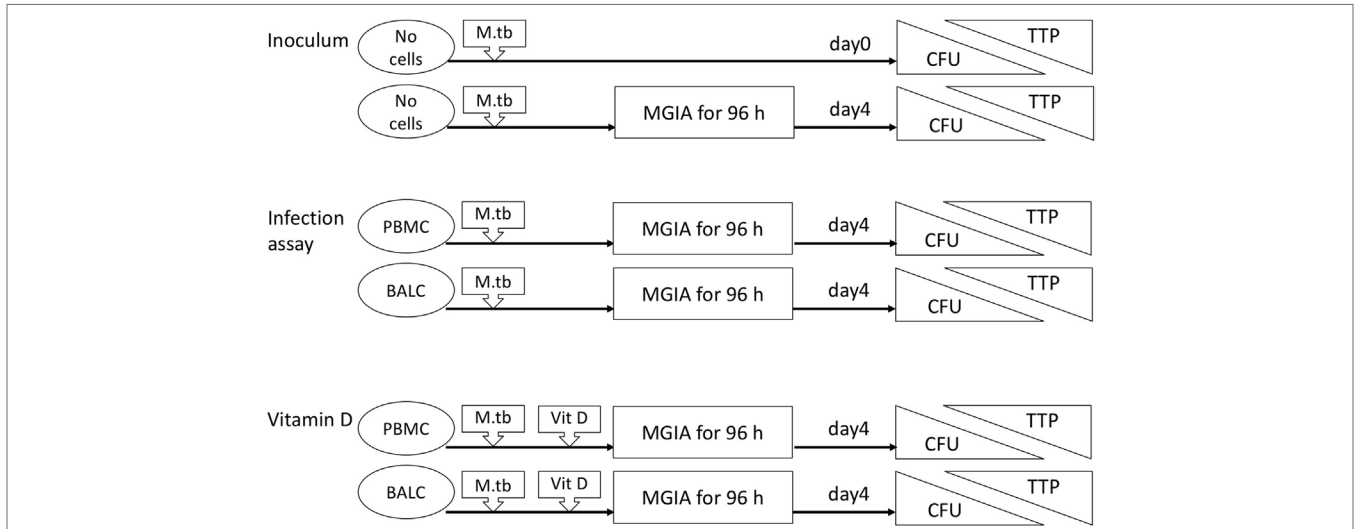 Inoculum
No
cells
M.tb
day0
CFU
TTP
No
cells
M.tb
MGIA for 96 h
day4
CFU
TTP
Infection
assay
PBMC
M.tb
MGIA for 96 h
day4
CFU
TTP
BALC
M.tb
MGIA for 96 h
day4
CFU
TTP
Vitamin D
PBMC
M.tb
Vit D
MGIA for 96 h
day4
CFU
TTP
BALC
M.tb
Vit D
MGIA for 96 h
day4
CFU
TTP